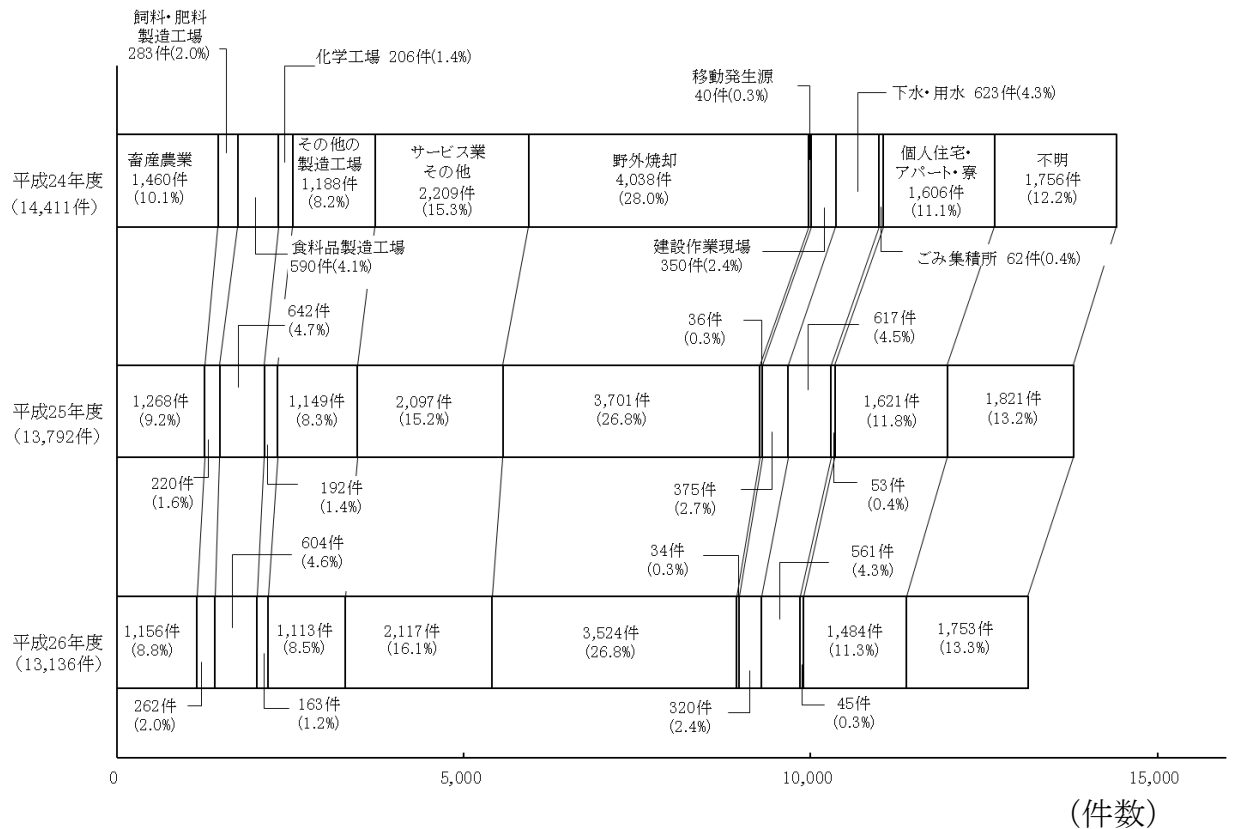 飼料・肥料
製造工場
283件(2.0%)
化学工場 206件(1.4%)
移動発生源
40件(0.3%)
下水・用水 623件(4.3%)
平成24年度
（14,411件）
畜産農業
1,460件
(10.1%)
その他の
製造工場
1,188件
(8.2%)
サービス業
その他
2,209件
(15.3%)
野外焼却
4,038件
(28.0%)
個人住宅・
アパート・寮
1,606件
(11.1%)
不明
1,756件
(12.2%)
食料品製造工場
590件(4.1%)
建設作業現場
350件(2.4%)
ごみ集積所 62件(0.4%)
642件
(4.7%)
36件
(0.3%)
617件
(4.5%)
平成25年度
（13,792件）
1,268件
(9.2%)
1,149件
(8.3%)
2,097件
(15.2%)
3,701件
(26.8%)
1,621件
(11.8%)
1,821件
(13.2%)
220件
(1.6%)
192件
(1.4%)
375件
(2.7%)
53件
(0.4%)
604件
(4.6%)
34件
(0.3%)
561件
(4.3%)
平成26年度
（13,136件）
1,156件
(8.8%)
1,113件
(8.5%)
2,117件
(16.1%)
3,524件
(26.8%)
1,484件
(11.3%)
1,753件
(13.3%)
262件
(2.0%)
163件
(1.2%)
320件
(2.4%)
45件
(0.3%)
0 5,000 10,000 15,000
（件数）